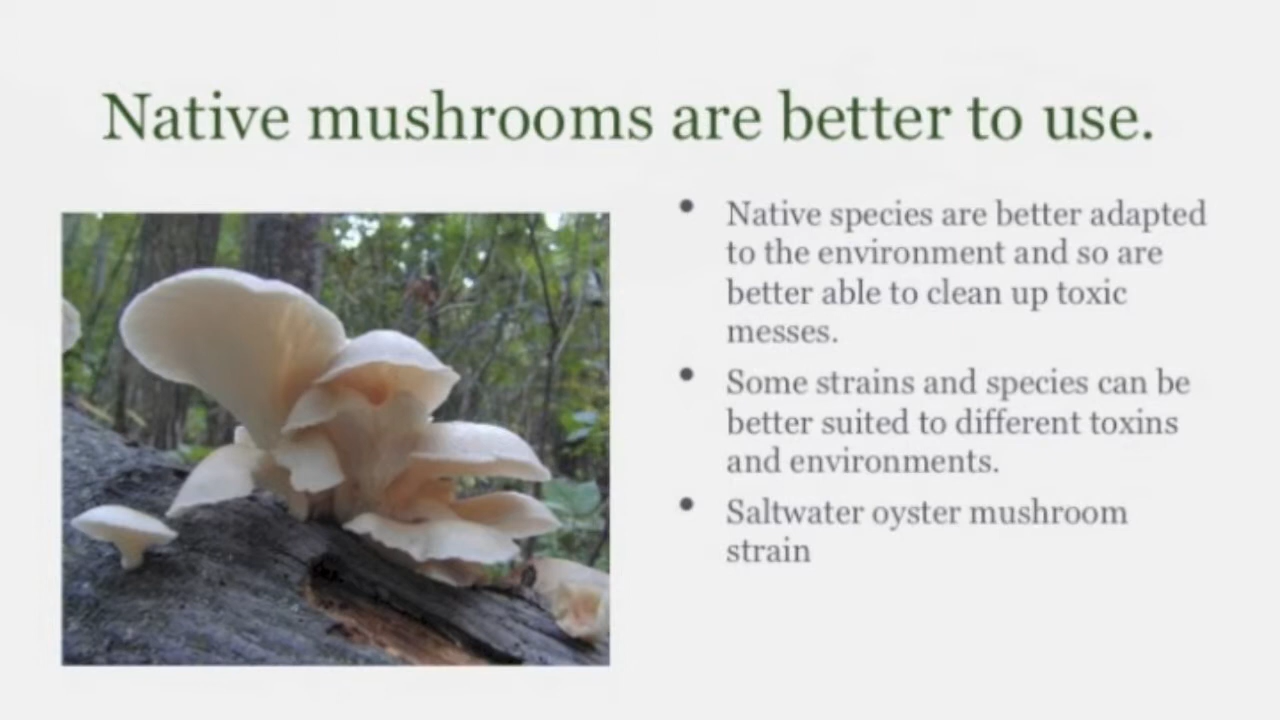 Native mushrooms are better to use.
• Native species are better adapted
to the environment and so are
better able to clean up toxic
messes.
• Some strains and species can be
better suited to different toxins
and environments.
• Saltwater oyster mushroom
strain